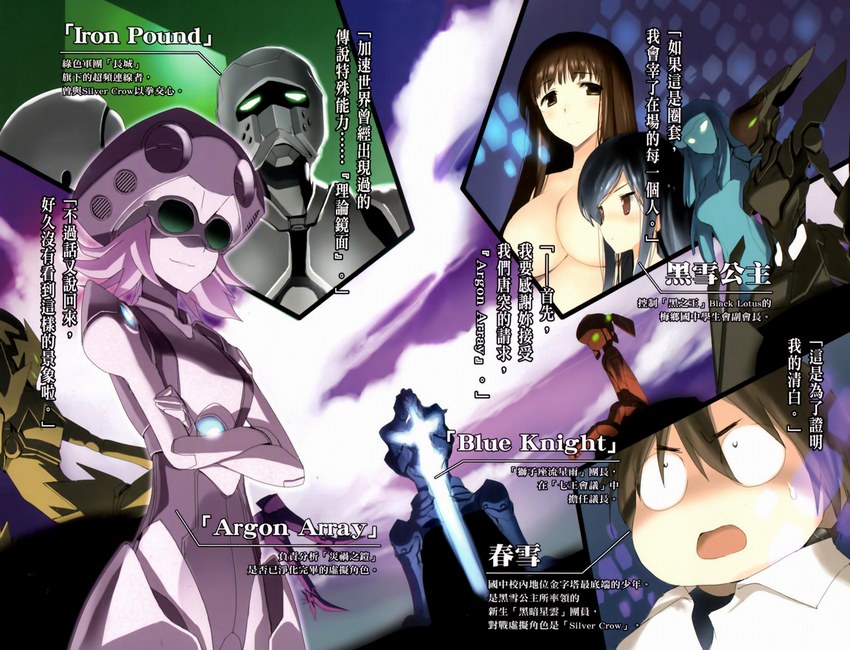 「如果這是圈套，
我會宰了在場的每一個人。」
黑雪公主
控制「黑之王」Black Lotus的
梅鄉國中學生會副會長。
「這是為了證明
我的清白。」
「——首先，
我要感謝妳接受
我們唐突的請求，
『Argon Array』。」
「Blue Knight」
「獅子座流星雨」團長，
在「七王會議」中
擔任議長。
春雪
國中校內地位金字塔最底端的少年。
是黑雪公主所率領的
新生「黑暗星雲」團員，
對戰虛擬角色是「Silver Crow」。
「加速世界曾經出現過的
傳說特殊能力……『理論鏡面』。」
「Iron Pound」
綠色軍團「長城」
旗下的超頻連線者，
曾與Silver Crow以拳交心。
「不過話又說回來，
好久沒有看到這樣的景象啦。」
「Argon Array」
負責分析「災禍之鎧」
是否已淨化完畢的虛擬角色。